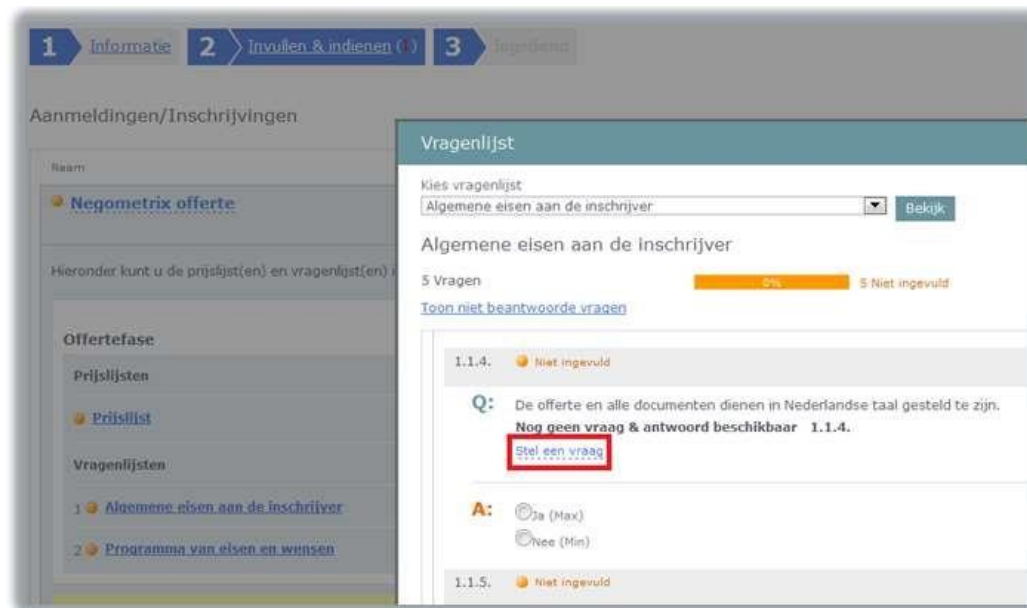 1 Informatie 2 Invullen & indienen (1) 3 Ingediend
Aanmeldingen/Inschrijvingen
Naam
Negometrix offerte
Hieronder kunt u de prijslijst(en) en vragenlijst(en) i
Offertefase
Prijslijsten
Prijslijst
Vragenlijsten
1 Algemene eisen aan de inschrijver
2 Programma van eisen en wensen
Vragenlijst
Kies vragenlijst
Algemene eisen aan de inschrijver Bekijk
Algemene eisen aan de inschrijver
5 Vragen 0% 5 Niet ingevuld
Toon niet beantwoorde vragen
1.1.4. Niet ingevuld
Q: De offerte en alle documenten dienen in Nederlandse taal gesteld te zijn.
Nog geen vraag & antwoord beschikbaar 1.1.4.
Stel een vraag
A: Ja (Max)
Nee (Min)
1.1.5. Niet ingevuld